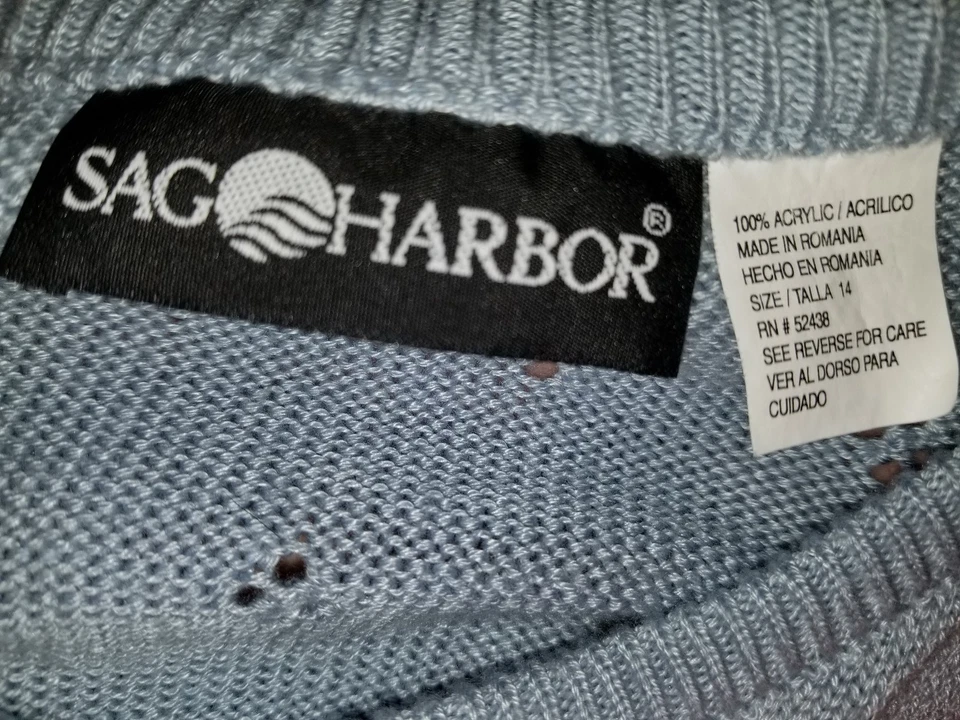 SAG HARBOR®
100% ACRYLIC / ACRILICO
MADE IN ROMANIA
HECHO EN ROMANIA
SIZE / TALLA 14
RN # 52438
SEE REVERSE FOR CARE
VER AL DORSO PARA
CUIDADO